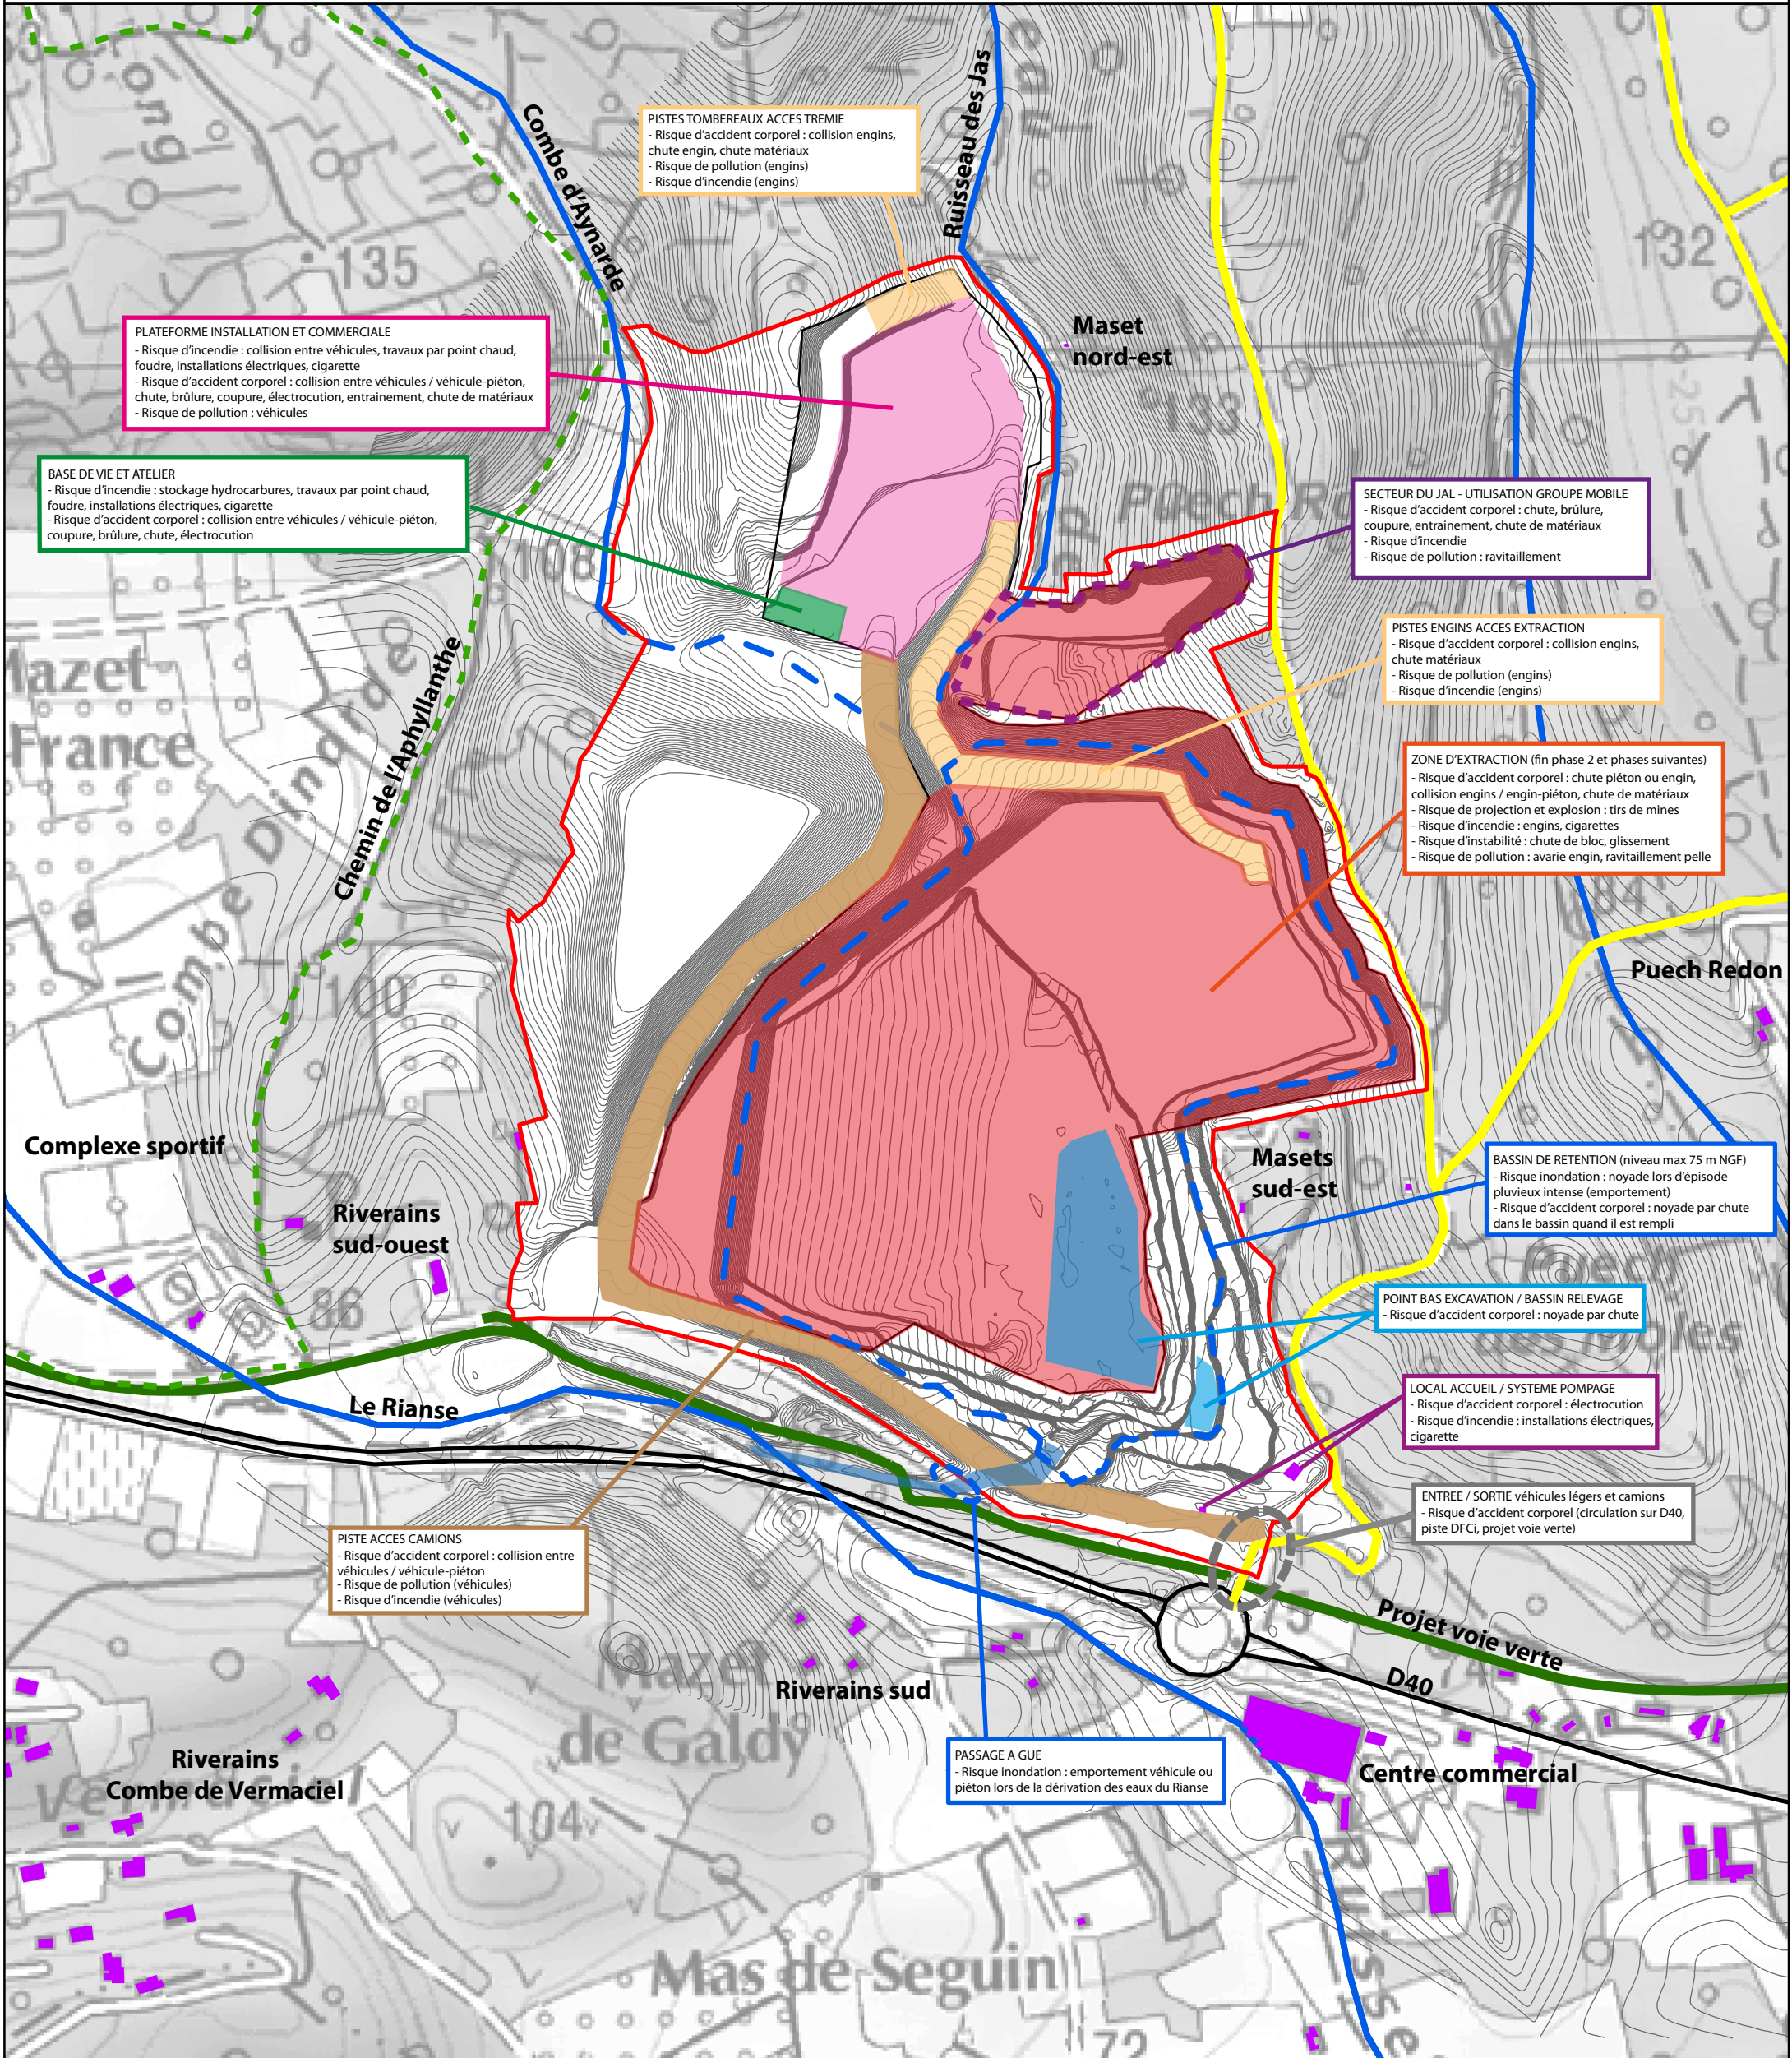 Combe d'Aynarde
Ruisseau des Jas
ong
135
132
PISTES TOMBEREAUX ACCES TREMIE
- Risque d'accident corporel : collision engins,
chute engin, chute matériaux
- Risque de pollution (engins)
- Risque d'incendie (engins)
PLATEFORME INSTALLATION ET COMMERCIALE
- Risque d'incendie : collision entre véhicules, travaux par point chaud,
foudre, installations électriques, cigarette
- Risque d'accident corporel : collision entre véhicules / véhicule-piéton,
chute, brûlure, coupure, électrocution, entrainement, chute de matériaux
- Risque de pollution : véhicules
Maset
nord-est
133
BASE DE VIE ET ATELIER
- Risque d'incendie : stockage hydrocarbures, travaux par point chaud,
foudre, installations électriques, cigarette
- Risque d'accident corporel : collision entre véhicules / véhicule-piéton,
coupure, brûlure, chute, électrocution
108
SECTEUR DU JAL - UTILISATION GROUPE MOBILE
- Risque d'accident corporel : chute, brûlure,
coupure, entrainement, chute de matériaux
- Risque d'incendie
- Risque de pollution : ravitaillement
PISTES ENGINS ACCES EXTRACTION
- Risque d'accident corporel : collision engins,
chute matériaux
- Risque de pollution (engins)
- Risque d'incendie (engins)
Mazet
France
Chemin de l'Aphyllanthe
ZONE D'EXTRACTION (fin phase 2 et phases suivantes)
- Risque d'accident corporel : chute piéton ou engin,
collision engins / engin-piéton, chute de matériaux
- Risque de projection et explosion : tirs de mines
- Risque d'incendie : engins, cigarettes
- Risque d'instabilité : chute de bloc, glissement
- Risque de pollution : avarie engin, ravitaillement pelle
84
Puech Redon
100
Combe Dinarde
Complexe sportif
Masets
sud-est
BASSIN DE RETENTION (niveau max 75 m NGF)
- Risque inondation : noyade lors d'épisode
pluvieux intense (emportement)
- Risque d'accident corporel : noyade par chute
dans le bassin quand il est rempli
Riverains
sud-ouest
Puech
des Moles
86
POINT BAS EXCAVATION / BASSIN RELEVAGE
- Risque d'accident corporel : noyade par chute
Le Rianse
LOCAL ACCUEIL / SYSTEME POMPAGE
- Risque d'accident corporel : électrocution
- Risque d'incendie : installations électriques,
cigarette
ENTREE / SORTIE véhicules légers et camions
- Risque d'accident corporel (circulation sur D40,
piste DFCi, projet voie verte)
PISTE ACCES CAMIONS
- Risque d'accident corporel : collision entre
véhicules / véhicule-piéton
- Risque de pollution (véhicules)
- Risque d'incendie (véhicules)
Projet voie verte
D40
Mazet
de Galdy
Riverains sud
PASSAGE A GUE
- Risque inondation : emportement véhicule ou
piéton lors de la dérivation des eaux du Rianse
Riverains
Combe de Vermaciel
Centre commercial
104
Mas de Seguin
72